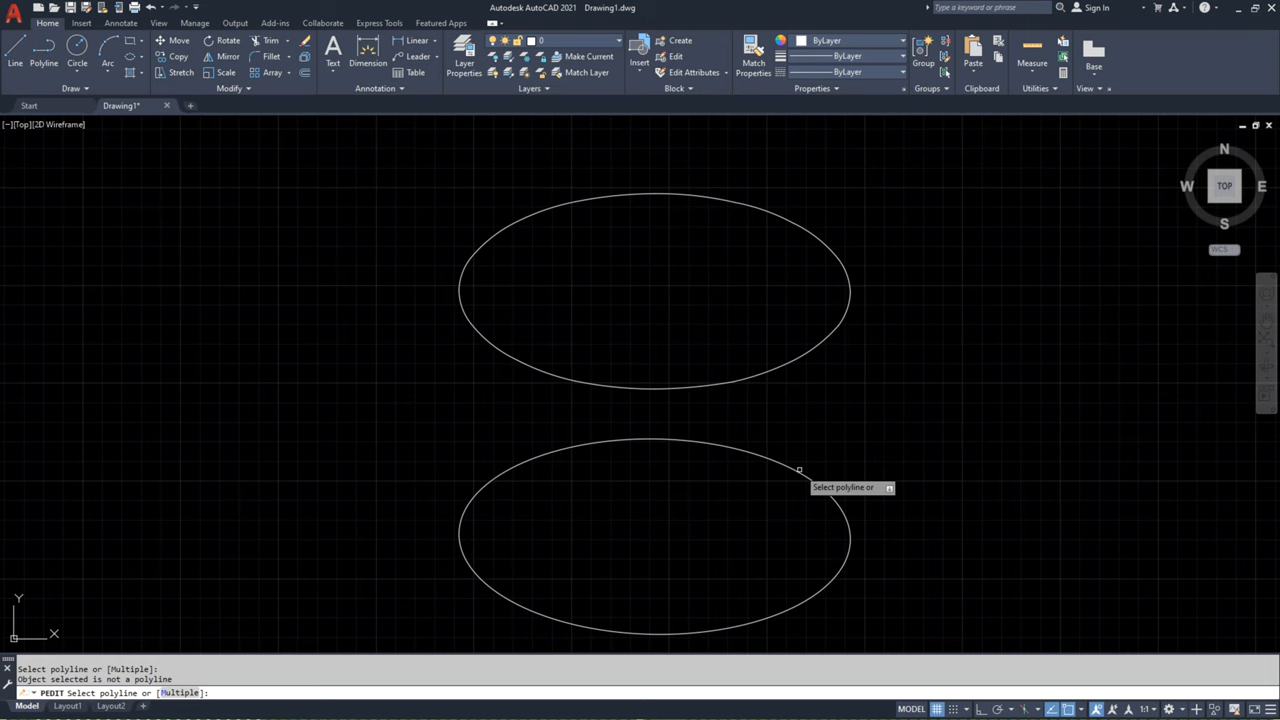 Autodesk AutoCAD 2021 Drawing1.dwg
Type a keyword or phrase
Sign In
Home Insert Annotate View Manage Output Add-ins Collaborate Express Tools Featured Apps
Line Polyline Circle Arc
Move Rotate Trim
Copy Mirror Fillet
Stretch Scale Array
Text Dimension
Linear
Leader
Table
Layer Properties
0
Make Current
Match Layer
Insert
Create
Edit
Edit Attributes
Match Properties
ByLayer
ByLayer
ByLayer
Group Paste Measure Base
Draw Modify Annotation Layers Block Properties Groups Clipboard Utilities View
Start Drawing1*
[−][Top][2D Wireframe]
N
W TOP E
S
WCS
Select polyline or
Y
X
Select polyline or [Multiple]:
Object selected is not a polyline
PEDIT Select polyline or [Multiple]:
Model Layout1 Layout2 +
MODEL 1:1